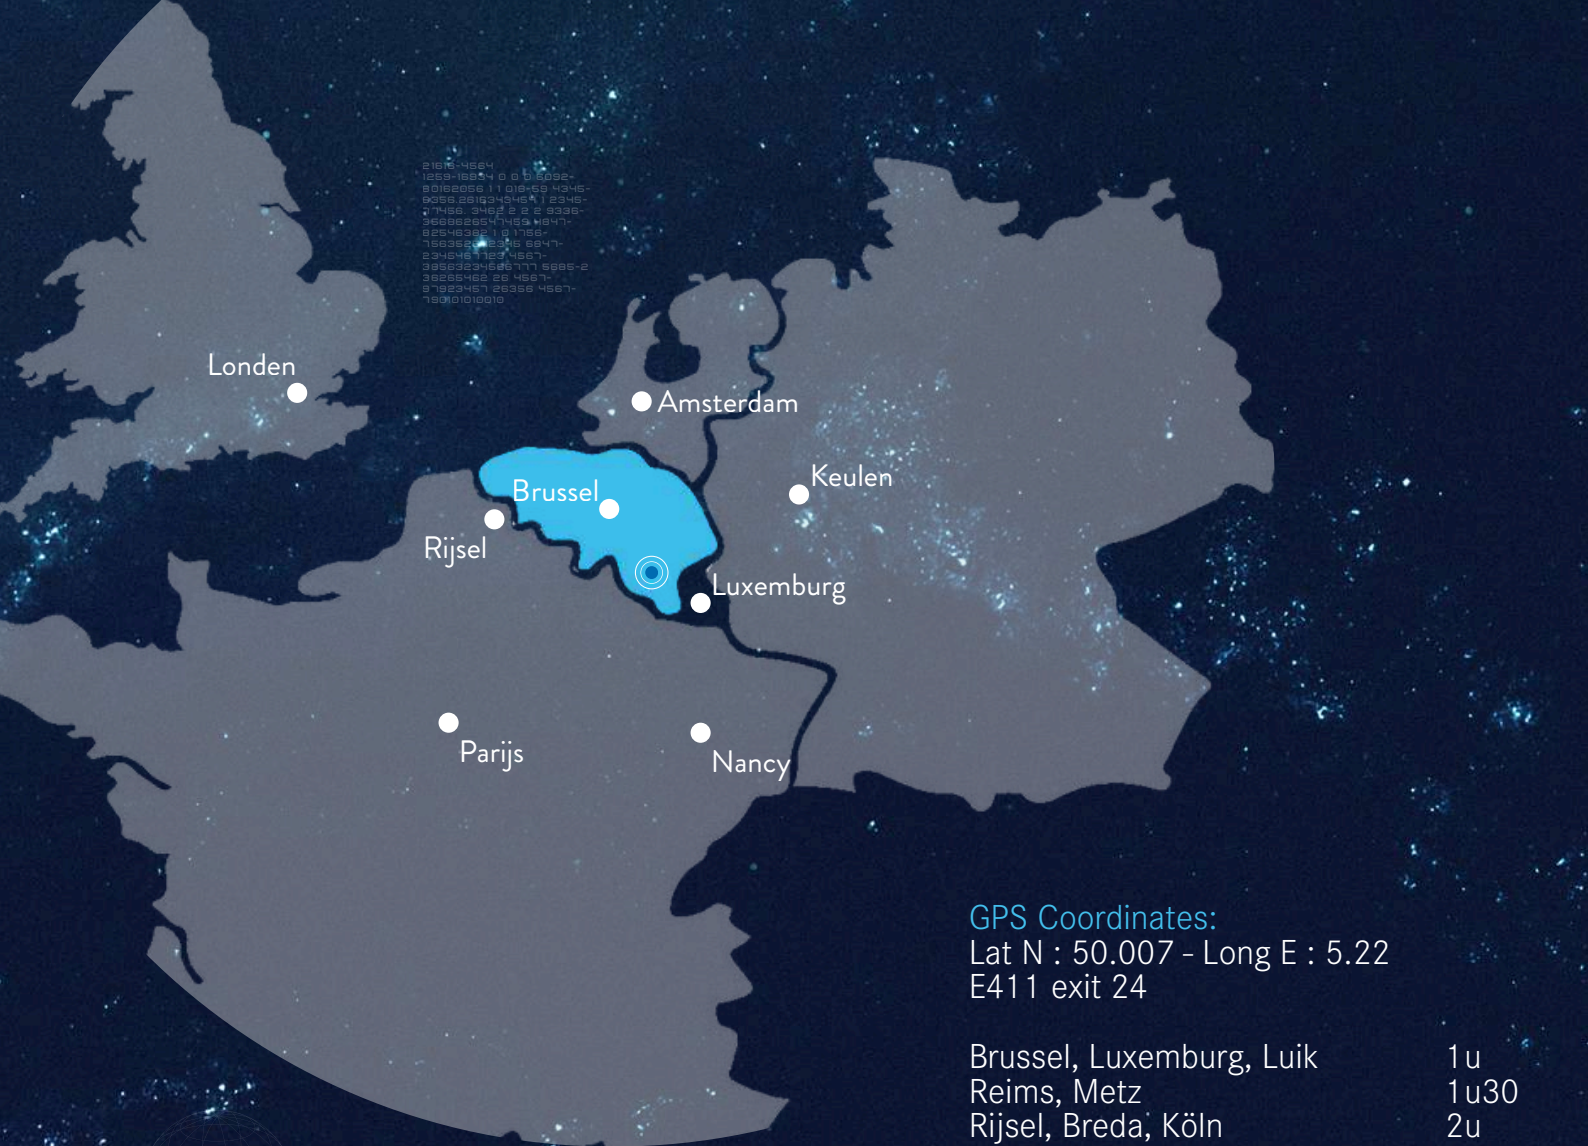 Londen
Amsterdam
Keulen
Brussel
Rijsel
Luxemburg
Parijs
Nancy
GPS Coordinates:
Lat N : 50.007 - Long E : 5.22
E411 exit 24
Brussel, Luxemburg, Luik 1u
Reims, Metz 1u30
Rijsel, Breda, Köln 2u